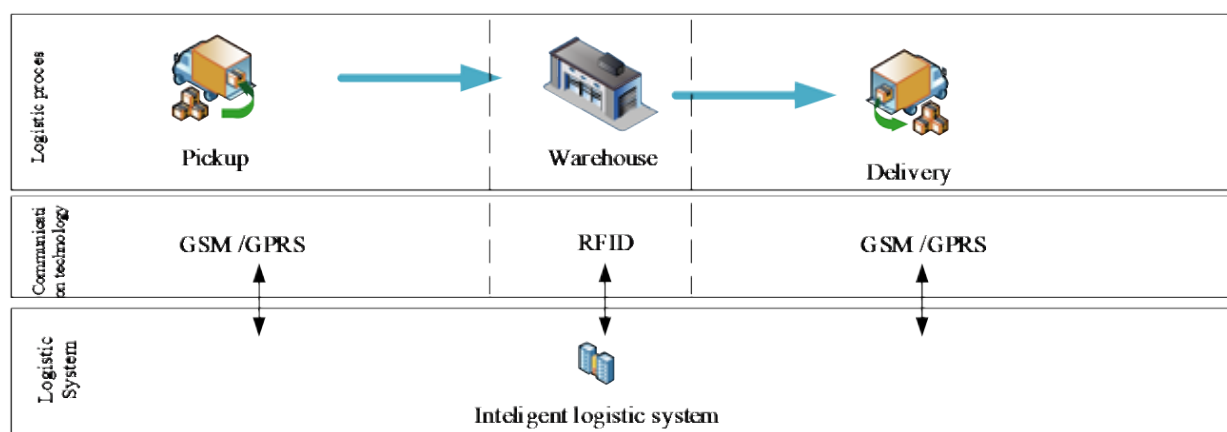 Logistic proces
Pickup
Warehouse
Delivery
Communicati
on technology
GSM /GPRS
RFID
GSM /GPRS
Logistic
System
Inteligent logistic system